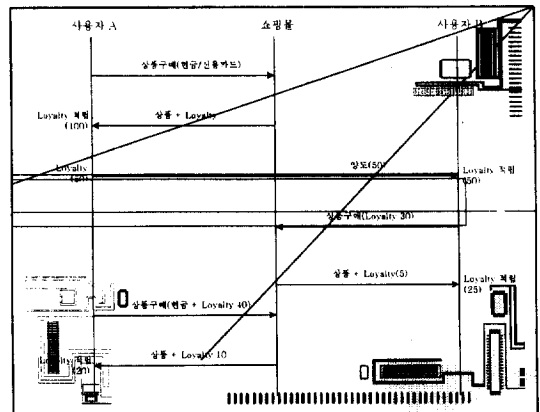 사용자 A
쇼핑몰
사용자 B
상품구매(현금/신용카드)
Loyalty 적립
(100)
상품 + Loyalty
Loyalty
(50)
양도(50)
Loyalty 적립
(50)
상품구매(Loyalty 30)
상품 + Loyalty(5)
Loyalty 적립
(25)
상품구매(현금 + Loyalty 40)
Loyalty 적립
(20)
상품 + Loyalty 10